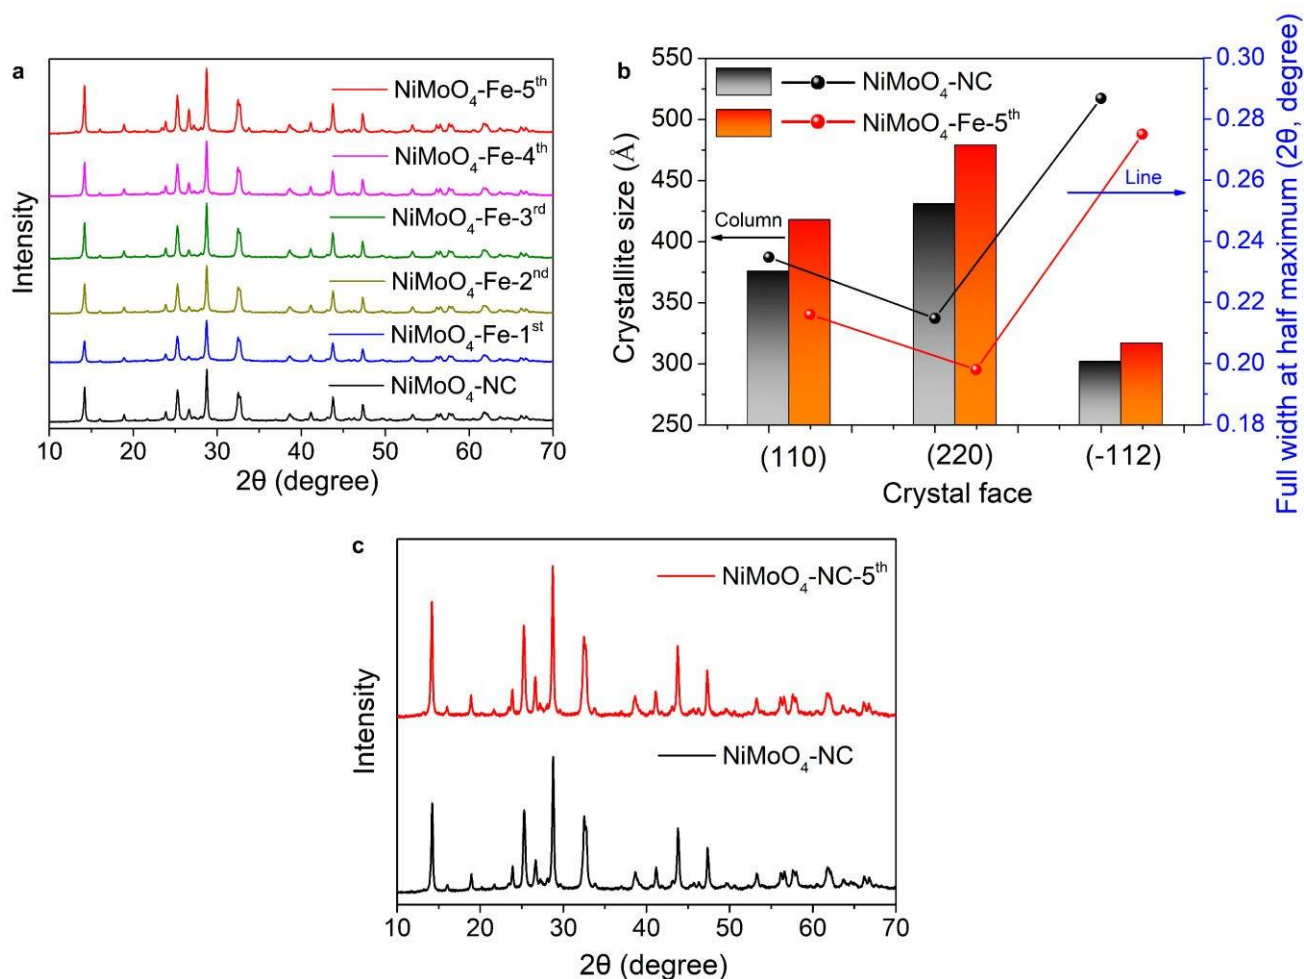 a
NiMoO₄-Fe-5ᵗʰ
NiMoO₄-Fe-4ᵗʰ
NiMoO₄-Fe-3ʳᵈ
NiMoO₄-Fe-2ⁿᵈ
NiMoO₄-Fe-1ˢᵗ
NiMoO₄-NC
Intensity
10 20 30 40 50 60 70
2θ (degree)
b
NiMoO₄-NC
NiMoO₄-Fe-5ᵗʰ
Column
Line
Crystallite size (Å)
550
500
450
400
350
300
250
Full width at half maximum (2θ, degree)
0.30
0.28
0.26
0.24
0.22
0.20
0.18
(110) (220) (-112)
Crystal face
c
NiMoO₄-NC-5ᵗʰ
NiMoO₄-NC
Intensity
10 20 30 40 50 60 70
2θ (degree)